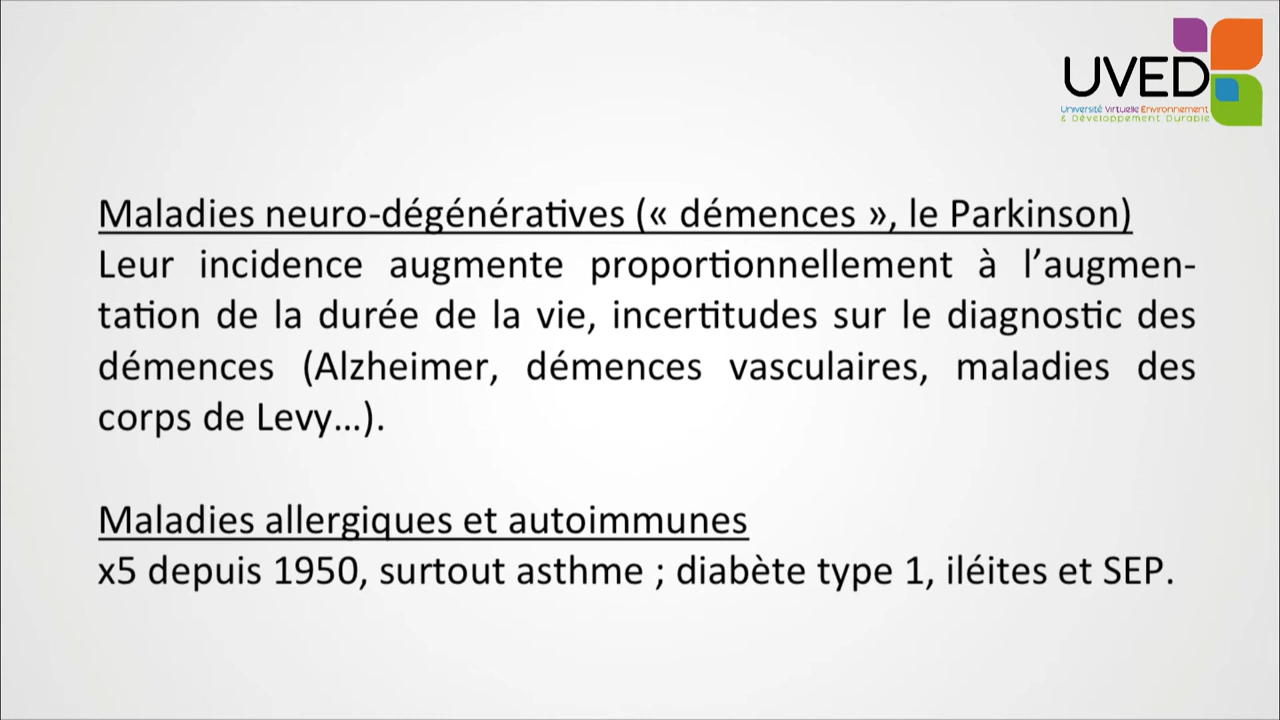 UVED
Université Virtuelle Environnement
& Développement Durable
Maladies neuro-dégénératives (« démences », le Parkinson)
Leur incidence augmente proportionnellement à l’augmen-
tation de la durée de la vie, incertitudes sur le diagnostic des
démences (Alzheimer, démences vasculaires, maladies des
corps de Levy...).
Maladies allergiques et autoimmunes
x5 depuis 1950, surtout asthme ; diabète type 1, iléites et SEP.